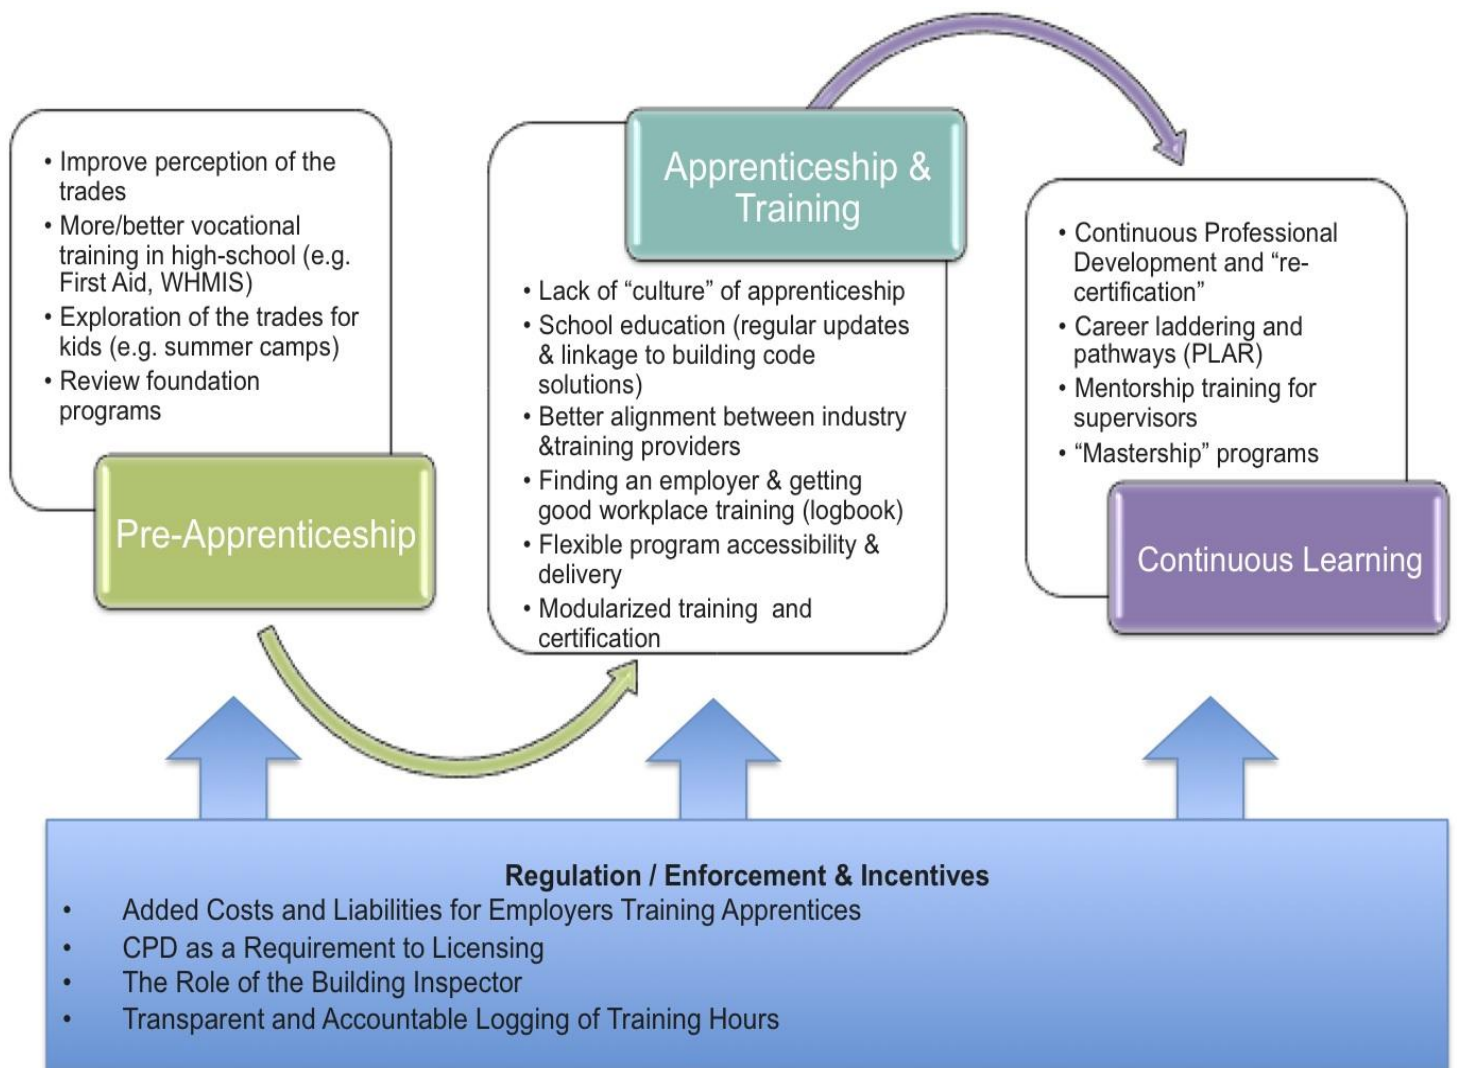 • Improve perception of the
trades
• More/better vocational
training in high-school (e.g.
First Aid, WHMIS)
• Exploration of the trades for
kids (e.g. summer camps)
• Review foundation
programs
Pre-Apprenticeship
Apprenticeship &
Training
• Lack of “culture” of apprenticeship
• School education (regular updates
& linkage to building code
solutions)
• Better alignment between industry
&training providers
• Finding an employer & getting
good workplace training (logbook)
• Flexible program accessibility &
delivery
• Modularized training and
certification
• Continuous Professional
Development and “re-
certification”
• Career laddering and
pathways (PLAR)
• Mentorship training for
supervisors
• “Mastership” programs
Continuous Learning
Regulation / Enforcement & Incentives
• Added Costs and Liabilities for Employers Training Apprentices
• CPD as a Requirement to Licensing
• The Role of the Building Inspector
• Transparent and Accountable Logging of Training Hours